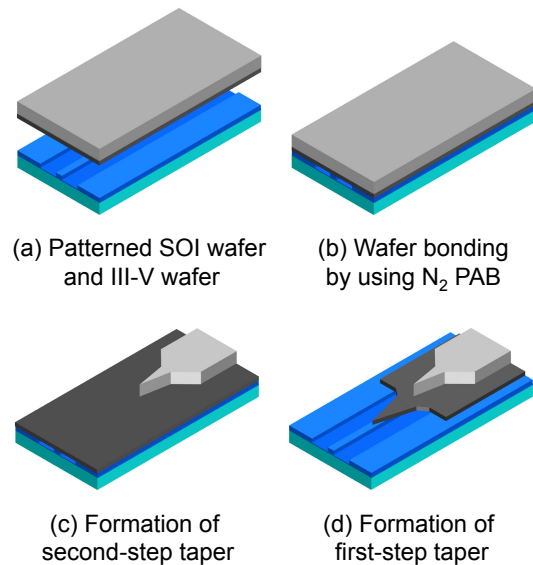 (a) Patterned SOI wafer
and III-V wafer
(b) Wafer bonding
by using N₂ PAB
(c) Formation of
second-step taper
(d) Formation of
first-step taper